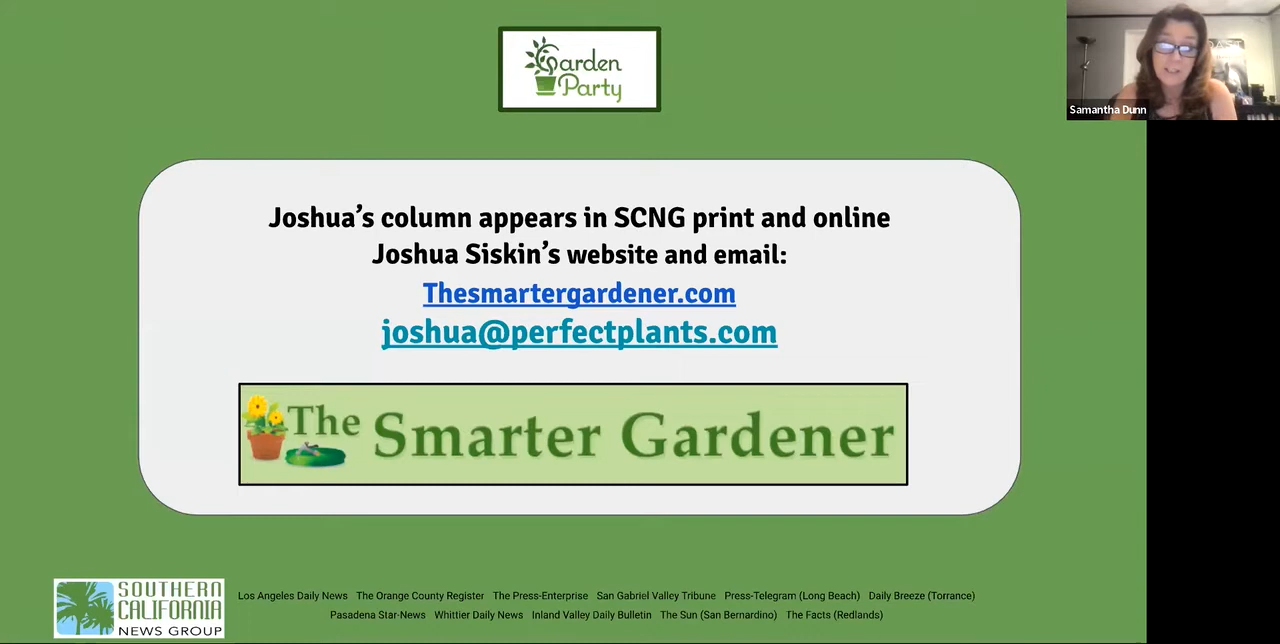 Garden
Party
Samantha Dunn
Joshua's column appears in SCNG print and online
Joshua Siskin's website and email:
Thesmartergardener.com
joshua@perfectplants.com
The Smarter Gardener
SOUTHERN
CALIFORNIA
NEWS GROUP
Los Angeles Daily News The Orange County Register The Press-Enterprise San Gabriel Valley Tribune Press-Telegram (Long Beach) Daily Breeze (Torrance)
Pasadena Star-News Whittier Daily News Inland Valley Daily Bulletin The Sun (San Bernardino) The Facts (Redlands)